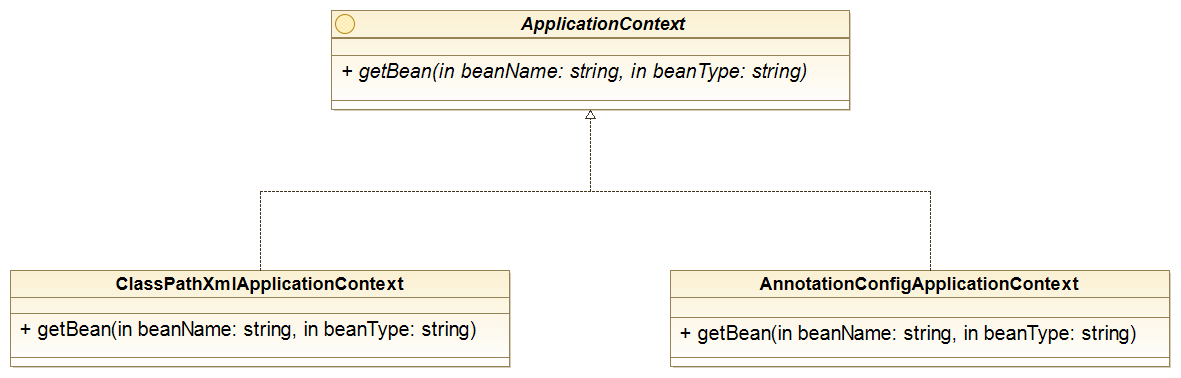 ApplicationContext
+ getBean(in beanName: string, in beanType: string)
ClassPathXmlApplicationContext
+ getBean(in beanName: string, in beanType: string)
AnnotationConfigApplicationContext
+ getBean(in beanName: string, in beanType: string)